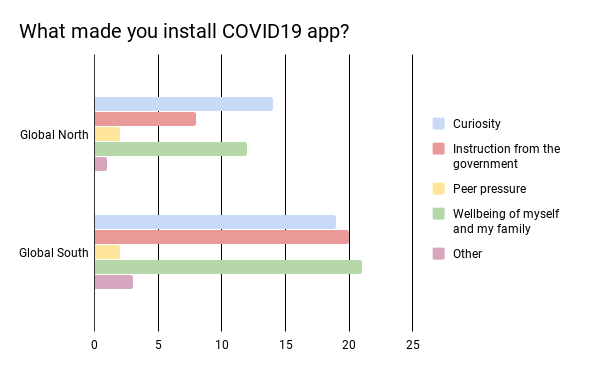 What made you install COVID19 app?
Global North
Global South
0 5 10 15 20 25
Curiosity
Instruction from the
government
Peer pressure
Wellbeing of myself
and my family
Other